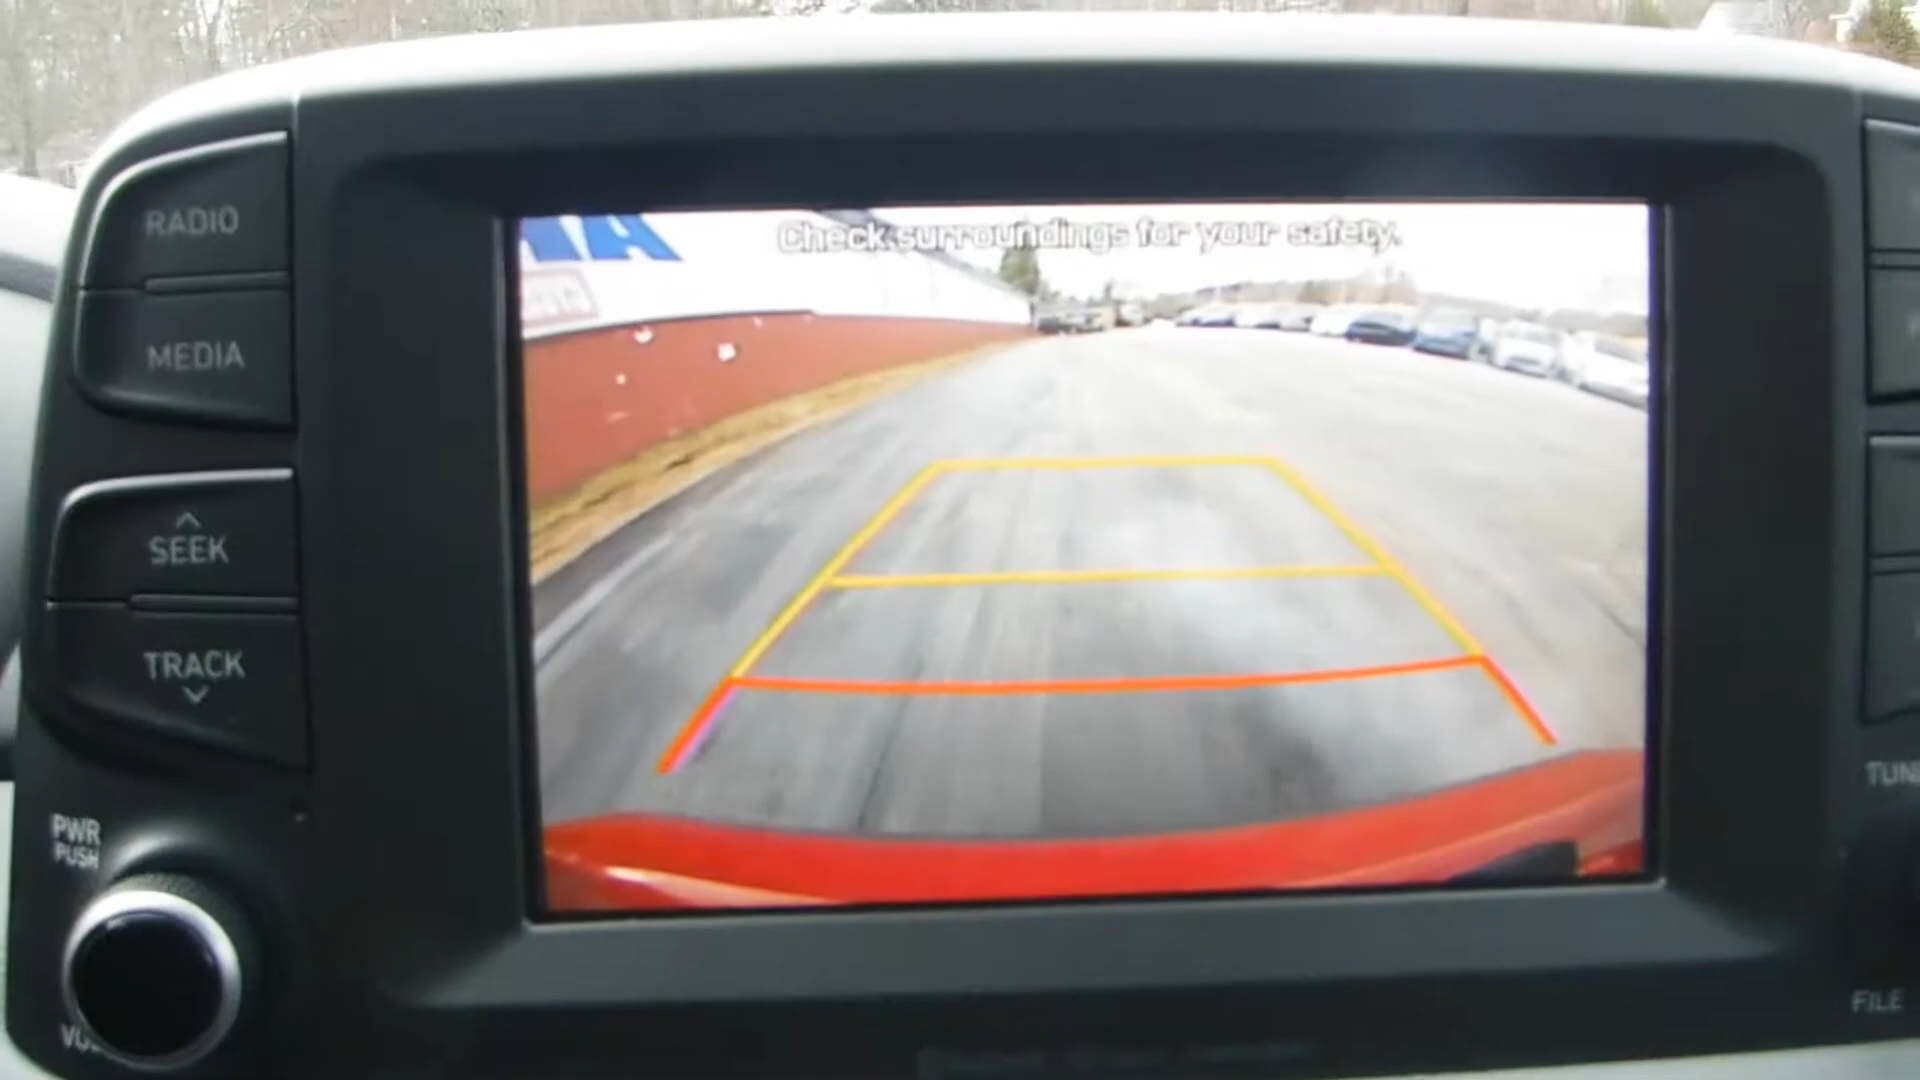 RADIO
MEDIA
SEEK
TRACK
PWR
PUSH
Check surroundings for your safety.
FILE